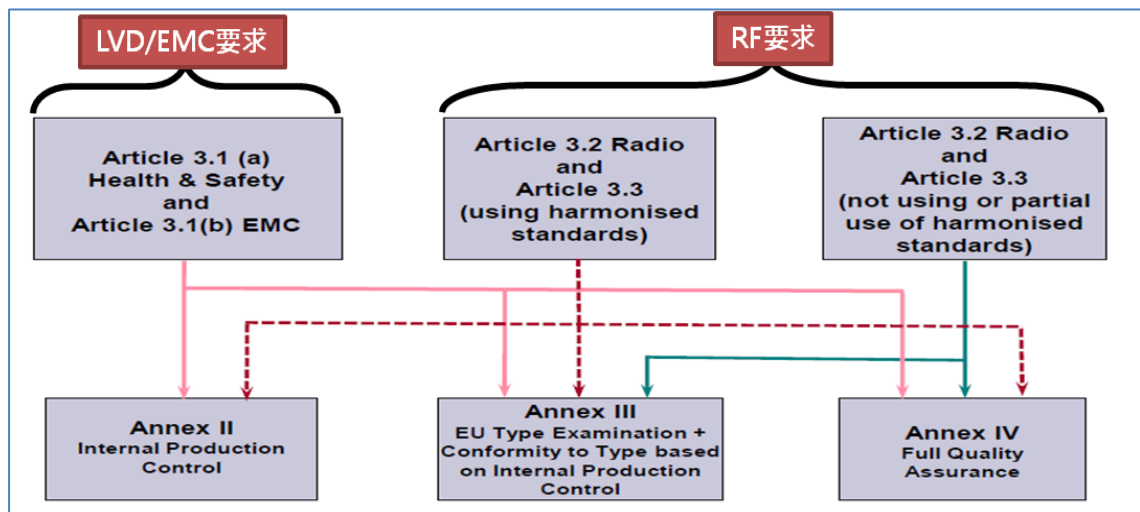 LVD/EMC要求
RF要求
Article 3.1 (a)
Health & Safety
and
Article 3.1(b) EMC
Article 3.2 Radio
and
Article 3.3
(using harmonised
standards)
Article 3.2 Radio
and
Article 3.3
(not using or partial
use of harmonised
standards)
Annex II
Internal Production
Control
Annex III
EU Type Examination +
Conformity to Type based
on Internal Production
Control
Annex IV
Full Quality
Assurance